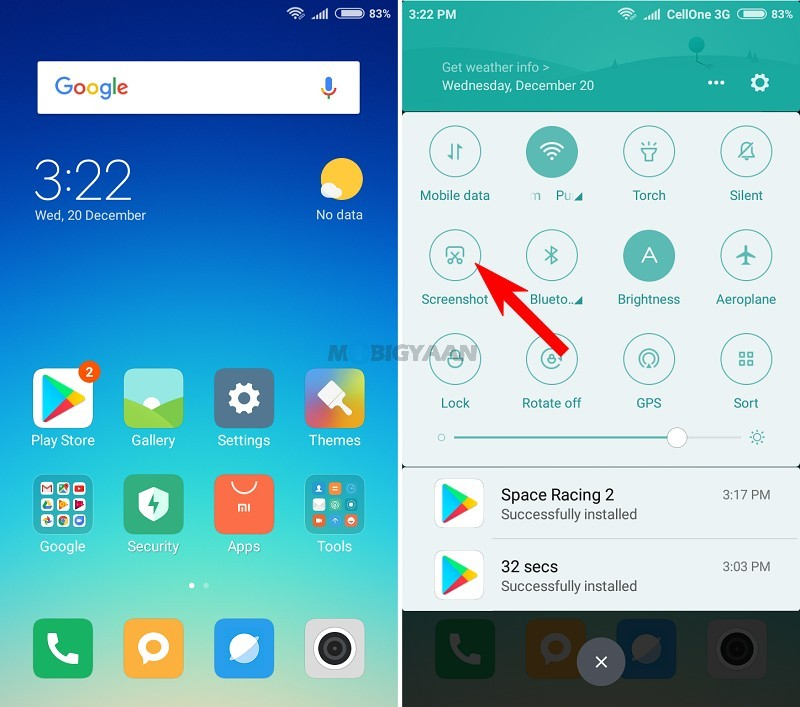 83%
Google
3:22
Wed, 20 December
No data
2
Play Store
Gallery
Settings
Themes
mi
Google
Security
Apps
Tools
3:22 PM
CellOne 3G
83%
Get weather info >
Wednesday, December 20
Mobile data
m Pu
Torch
Silent
A
Screenshot
Blueto..
Brightness
Aeroplane
MOBIGYAAN
Lock
Rotate off
GPS
Sort
Space Racing 2
3:17 PM
Successfully installed
32 secs
3:03 PM
Successfully installed